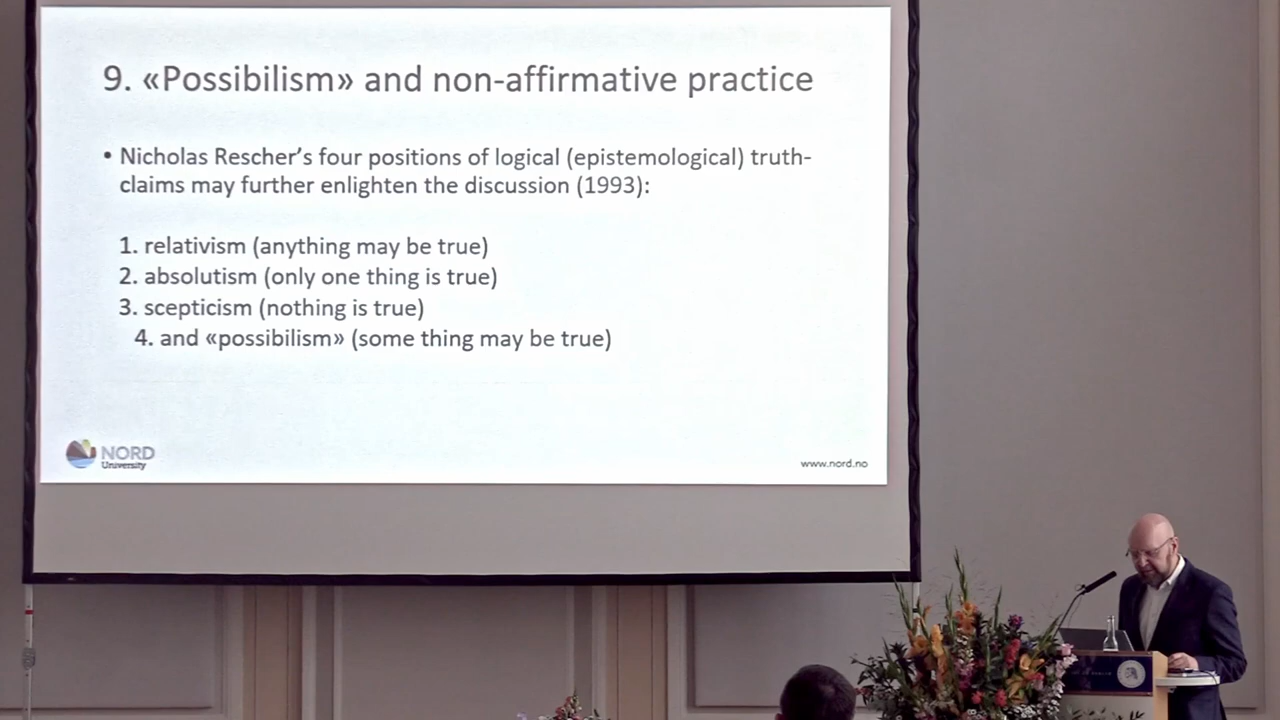 9. «Possibilism» and non-affirmative practice
• Nicholas Rescher's four positions of logical (epistemological) truth-
claims may further enlighten the discussion (1993):
1. relativism (anything may be true)
2. absolutism (only one thing is true)
3. scepticism (nothing is true)
4. and «possibilism» (some thing may be true)
NORD
University
www.nord.no